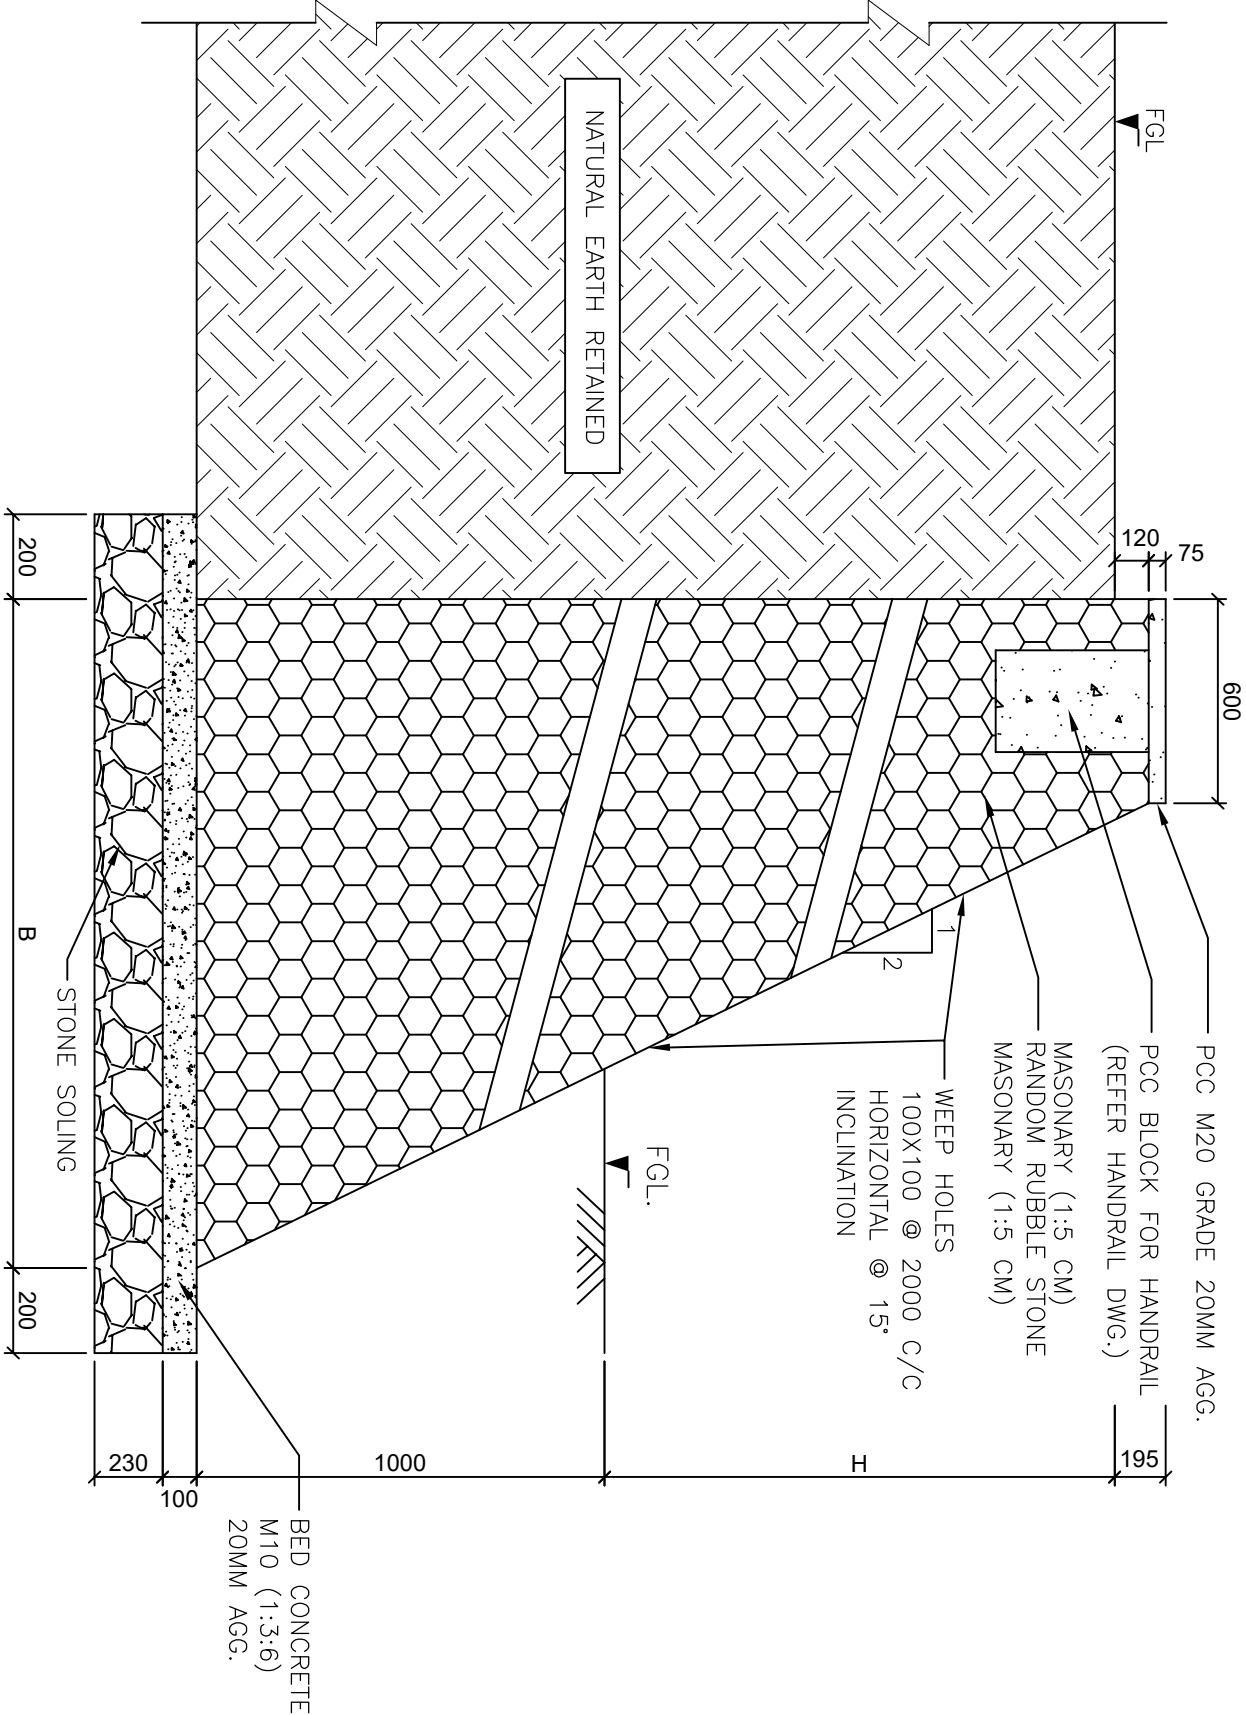 FGL
NATURAL EARTH RETAINED
120
75
600
PCC M20 GRADE 20MM AGG.
PCC BLOCK FOR HANDRAIL
(REFER HANDRAIL DWG.)
MASONARY (1:5 CM)
RANDOM RUBBLE STONE
MASONARY (1:5 CM)
1
2
WEEP HOLES
100X100 @ 2000 C/C
HORIZONTAL @ 15°
INCLINATION
FGL.
195
H
1000
100
230
BED CONCRETE
M10 (1:3:6)
20MM AGG.
STONE SOLING
200
B
200